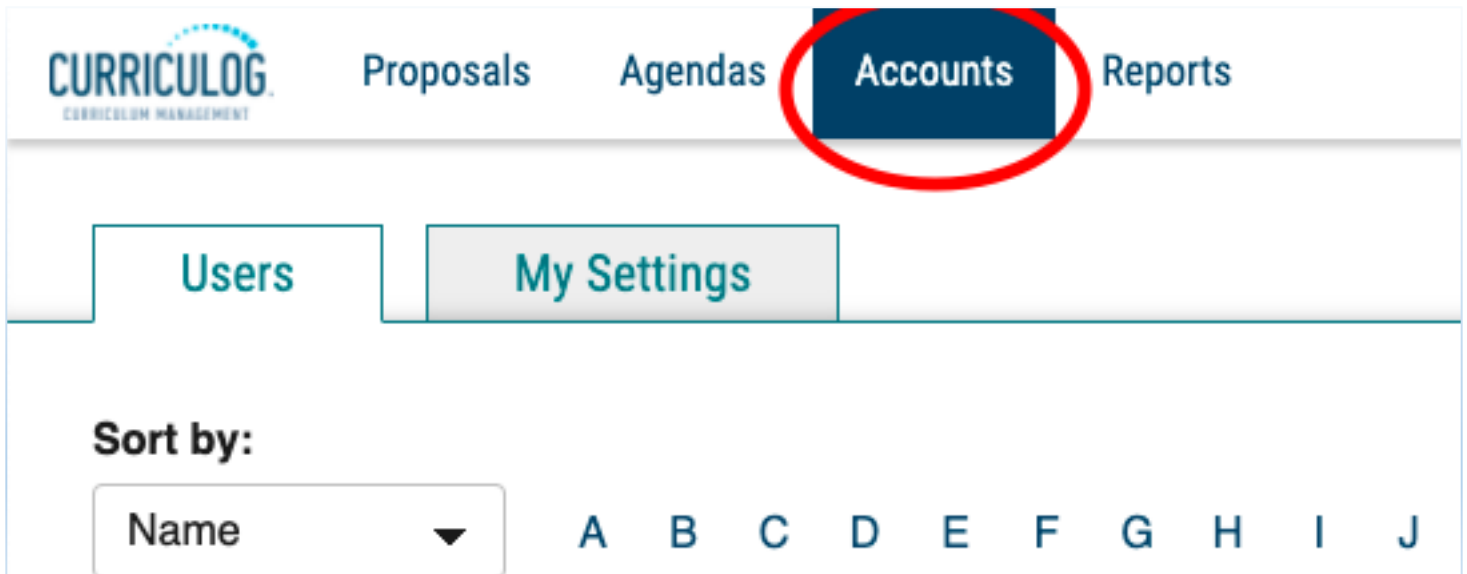 CURRICULOG Proposals Agendas Accounts Reports
CURRICULUM MANAGEMENT
Users My Settings
Sort by:
Name A B C D E F G H I J